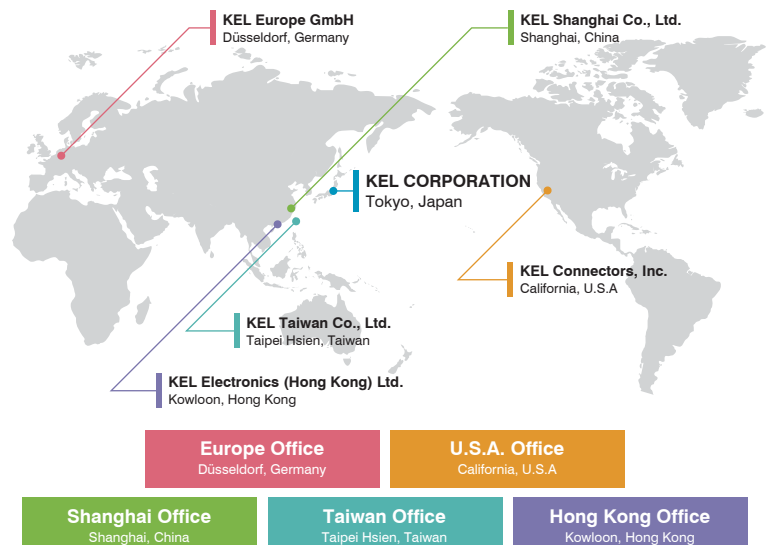 KEL Europe GmbH
Düsseldorf, Germany
KEL Shanghai Co., Ltd.
Shanghai, China
KEL CORPORATION
Tokyo, Japan
KEL Connectors, Inc.
California, U.S.A
KEL Taiwan Co., Ltd.
Taipei Hsien, Taiwan
KEL Electronics (Hong Kong) Ltd.
Kowloon, Hong Kong
Europe Office
Düsseldorf, Germany
U.S.A. Office
California, U.S.A
Shanghai Office
Shanghai, China
Taiwan Office
Taipei Hsien, Taiwan
Hong Kong Office
Kowloon, Hong Kong